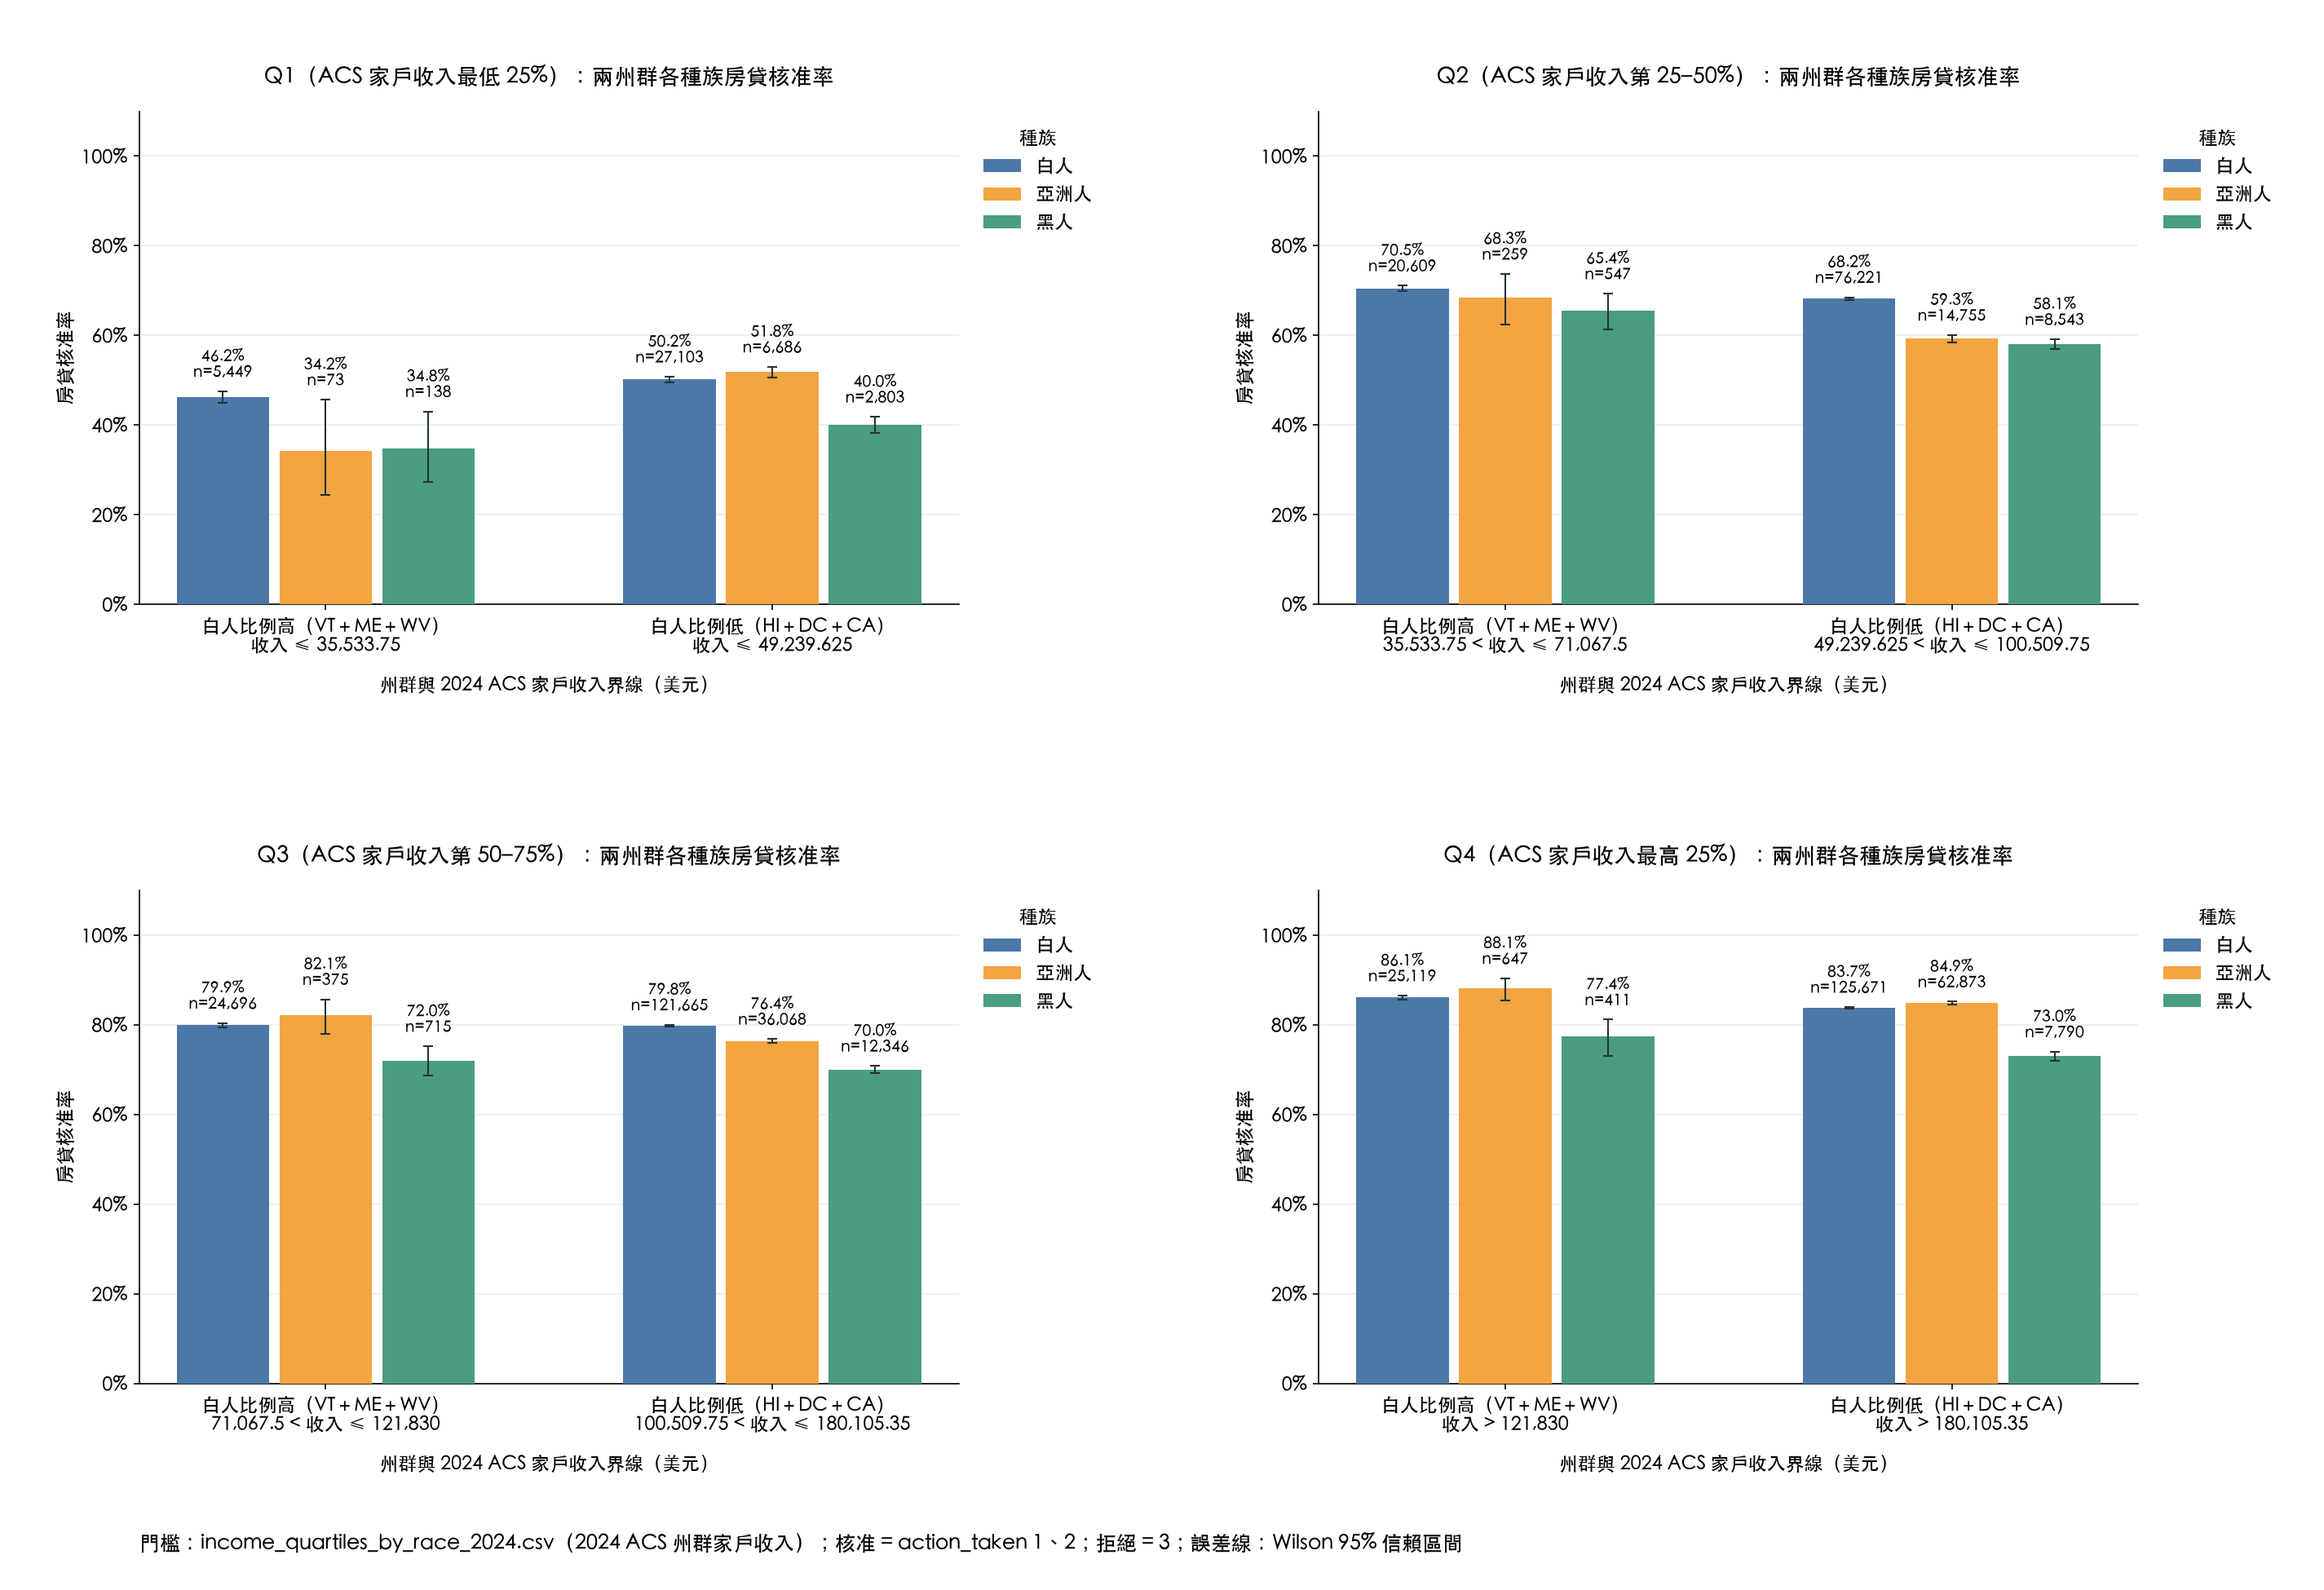 Q1（ACS 家戶收入最低 25%）：兩州群各種族房貸核准率
房貸核准率
100%
80%
60%
40%
20%
0%
46.2%
n=5,449
34.2%
n=73
34.8%
n=138
50.2%
n=27,103
51.8%
n=6,686
40.0%
n=2,803
種族
白人
亞洲人
黑人
白人比例高（VT+ME+WV）
收入 ≤ 35,533.75
白人比例低（HI+DC+CA）
收入 ≤ 49,239.625
州群與 2024 ACS 家戶收入界線（美元）
Q2（ACS 家戶收入第 25–50%）：兩州群各種族房貸核准率
房貸核准率
100%
80%
60%
40%
20%
0%
70.5%
n=20,609
68.3%
n=259
65.4%
n=547
68.2%
n=76,221
59.3%
n=14,755
58.1%
n=8,543
種族
白人
亞洲人
黑人
白人比例高（VT+ME+WV）
35,533.75 < 收入 ≤ 71,067.5
白人比例低（HI+DC+CA）
49,239.625 < 收入 ≤ 100,509.75
州群與 2024 ACS 家戶收入界線（美元）
Q3（ACS 家戶收入第 50–75%）：兩州群各種族房貸核准率
房貸核准率
100%
80%
60%
40%
20%
0%
79.9%
n=24,696
82.1%
n=375
72.0%
n=715
79.8%
n=121,665
76.4%
n=36,068
70.0%
n=12,346
種族
白人
亞洲人
黑人
白人比例高（VT+ME+WV）
71,067.5 < 收入 ≤ 121,830
白人比例低（HI+DC+CA）
100,509.75 < 收入 ≤ 180,105.35
州群與 2024 ACS 家戶收入界線（美元）
Q4（ACS 家戶收入最高 25%）：兩州群各種族房貸核准率
房貸核准率
100%
80%
60%
40%
20%
0%
86.1%
n=25,119
88.1%
n=647
77.4%
n=411
83.7%
n=125,671
84.9%
n=62,873
73.0%
n=7,790
種族
白人
亞洲人
黑人
白人比例高（VT+ME+WV）
收入 > 121,830
白人比例低（HI+DC+CA）
收入 > 180,105.35
州群與 2024 ACS 家戶收入界線（美元）
門檻：income_quartiles_by_race_2024.csv（2024 ACS 州群家戶收入）；核准 = action_taken 1、2；拒絕 = 3；誤差線：Wilson 95% 信賴區間